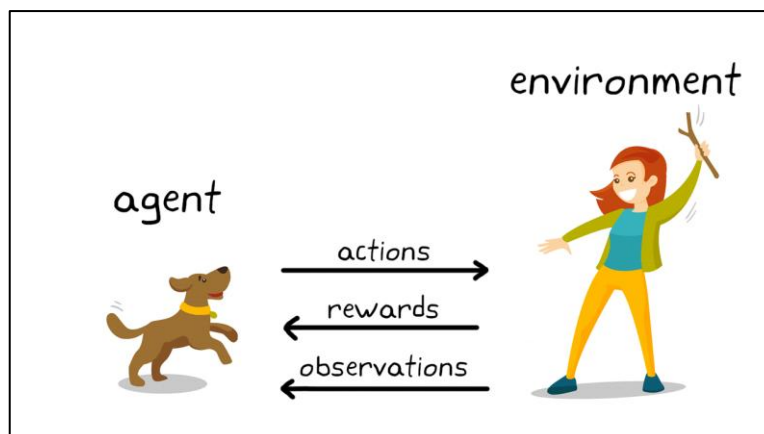 environment
agent
actions
rewards
observations